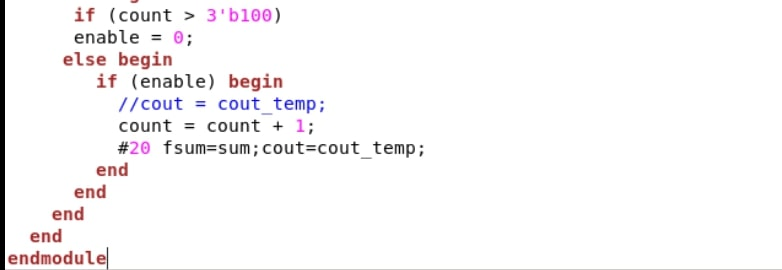 if (count > 3'b100)
enable = 0;
else begin
if (enable) begin
//cout = cout_temp;
count = count + 1;
#20 fsum=sum;cout=cout_temp;
end
end
end
end
endmodule